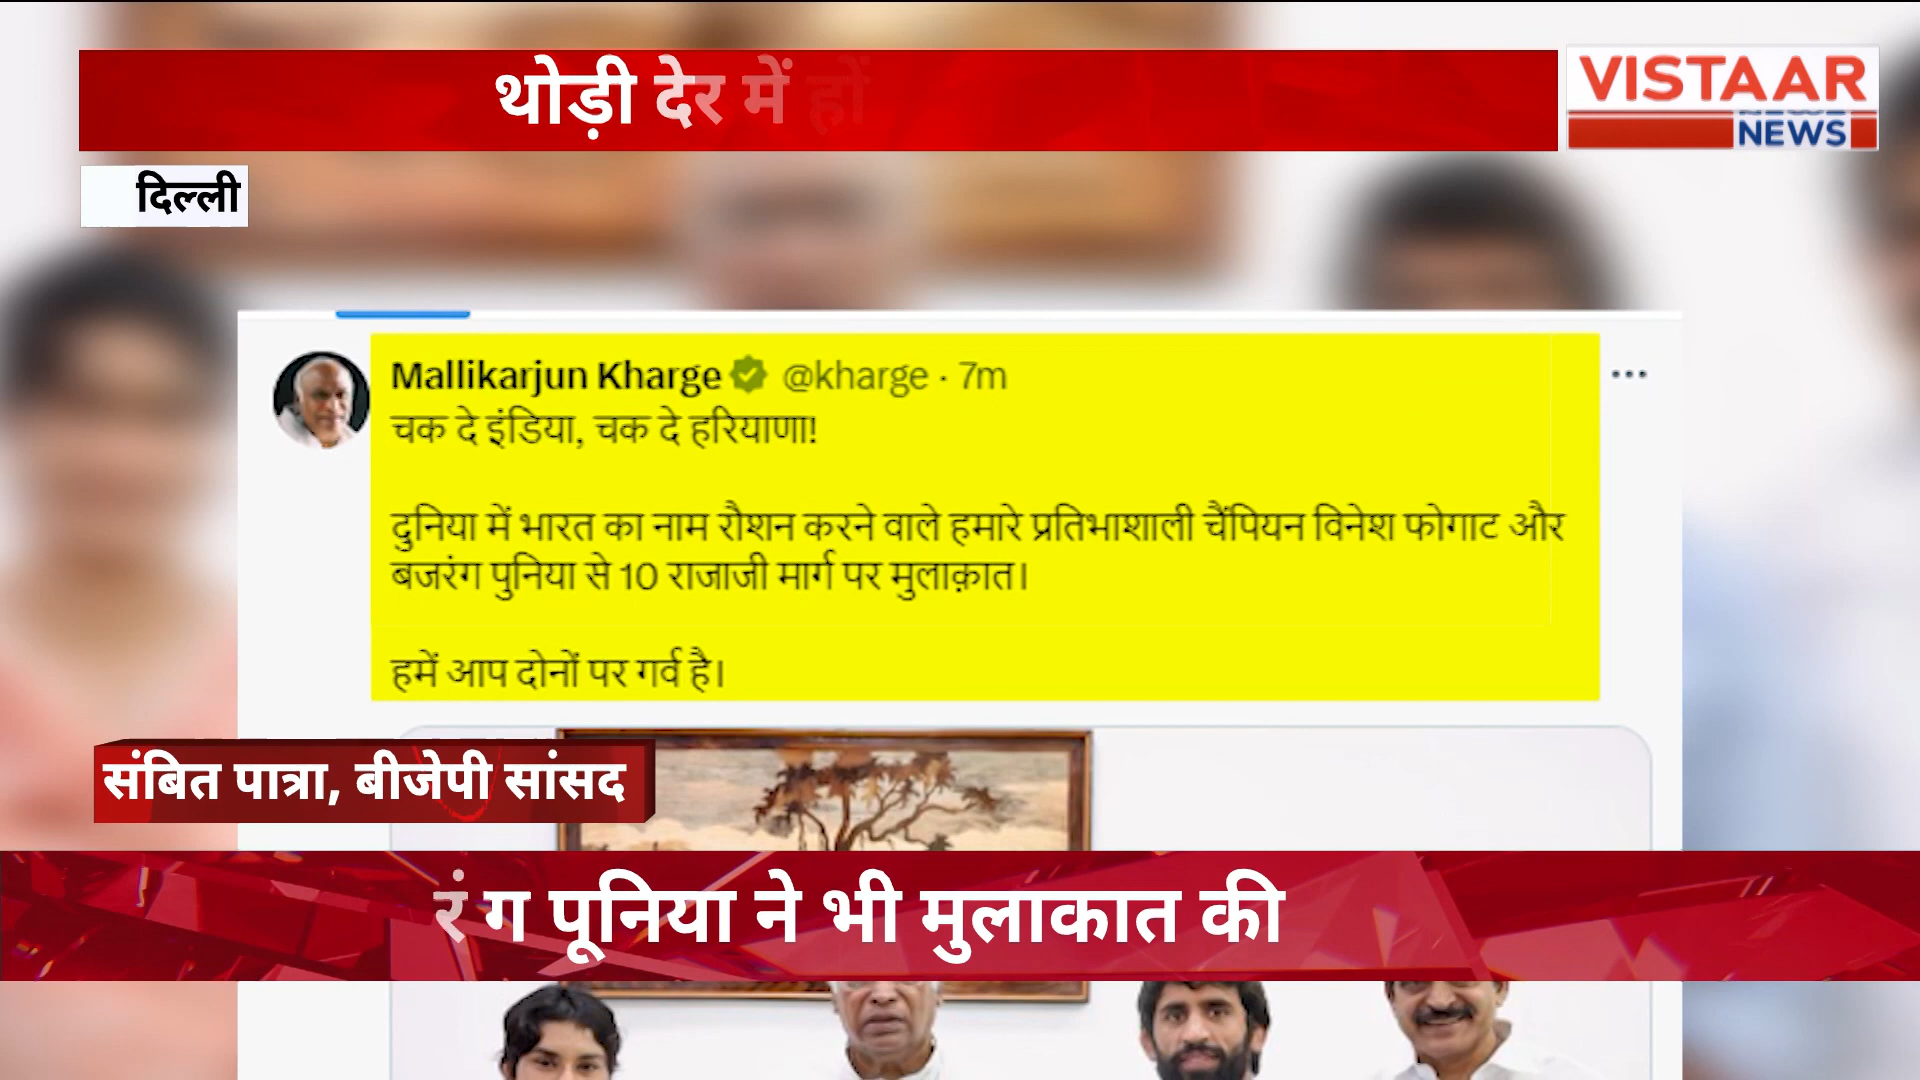 थोड़ी देर में हों
VISTAAR
NEWS
दिल्ली
Mallikarjun Kharge @kharge · 7m
चक दे इंडिया, चक दे हरियाणा!
दुनिया में भारत का नाम रौशन करने वाले हमारे प्रतिभाशाली चैंपियन विनेश फोगाट और
बजरंग पुनिया से 10 राजाजी मार्ग पर मुलाक़ात।
हमें आप दोनों पर गर्व है।
संबित पात्रा, बीजेपी सांसद
रंग पूनिया ने भी मुलाकात की